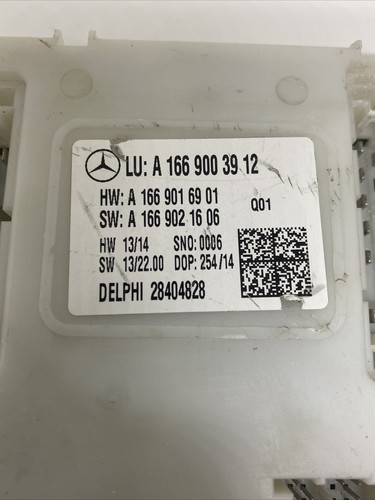 LU: A 166 900 39 12
HW: A 166 901 69 01
SW: A 166 902 16 06 Q01
HW 13/14 SNO: 0006
SW 13/22.00 DOP: 254/14
DELPHI 28404828